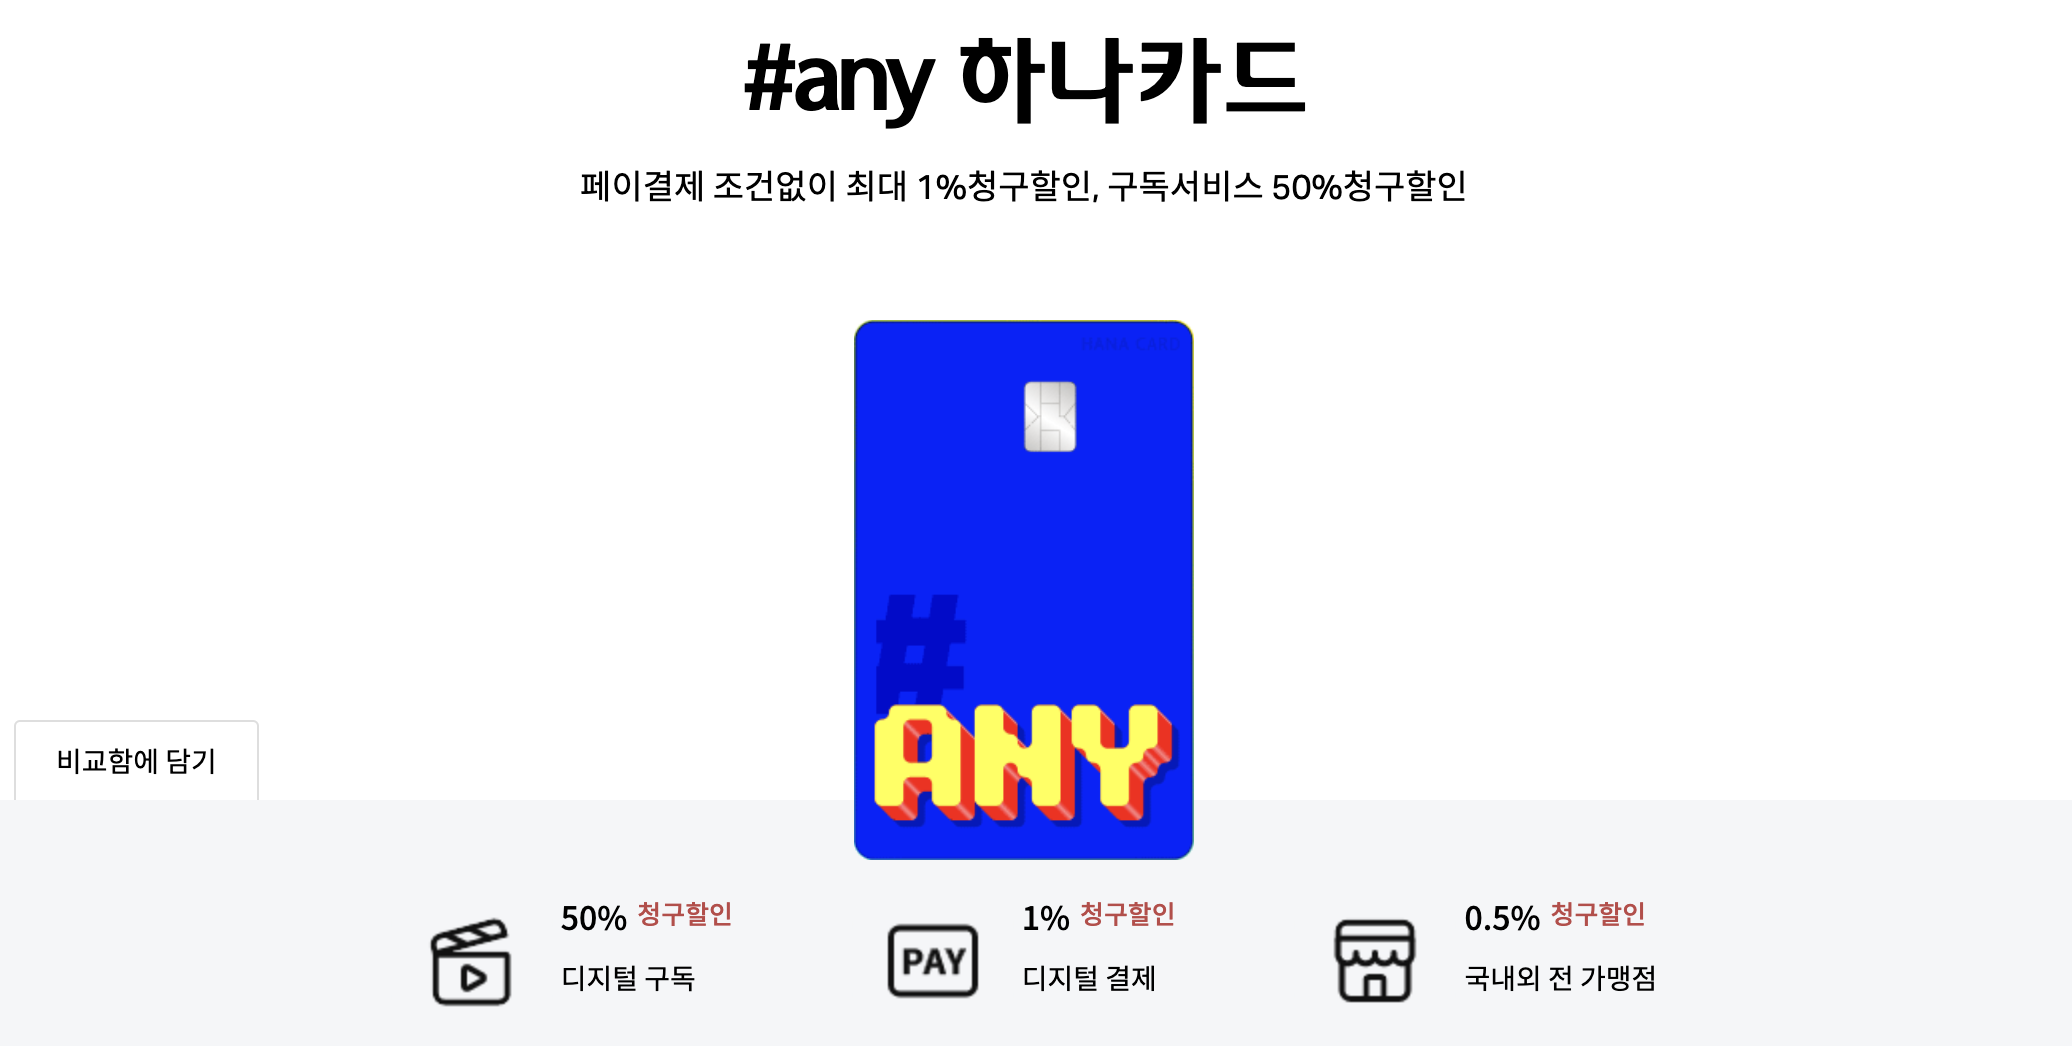 #any 하나카드
페이결제 조건없이 최대 1%청구할인, 구독서비스 50%청구할인
HANA CARD
#
ANY
비교함에 담기
50% 청구할인
디지털 구독
PAY
1% 청구할인
디지털 결제
0.5% 청구할인
국내외 전 가맹점